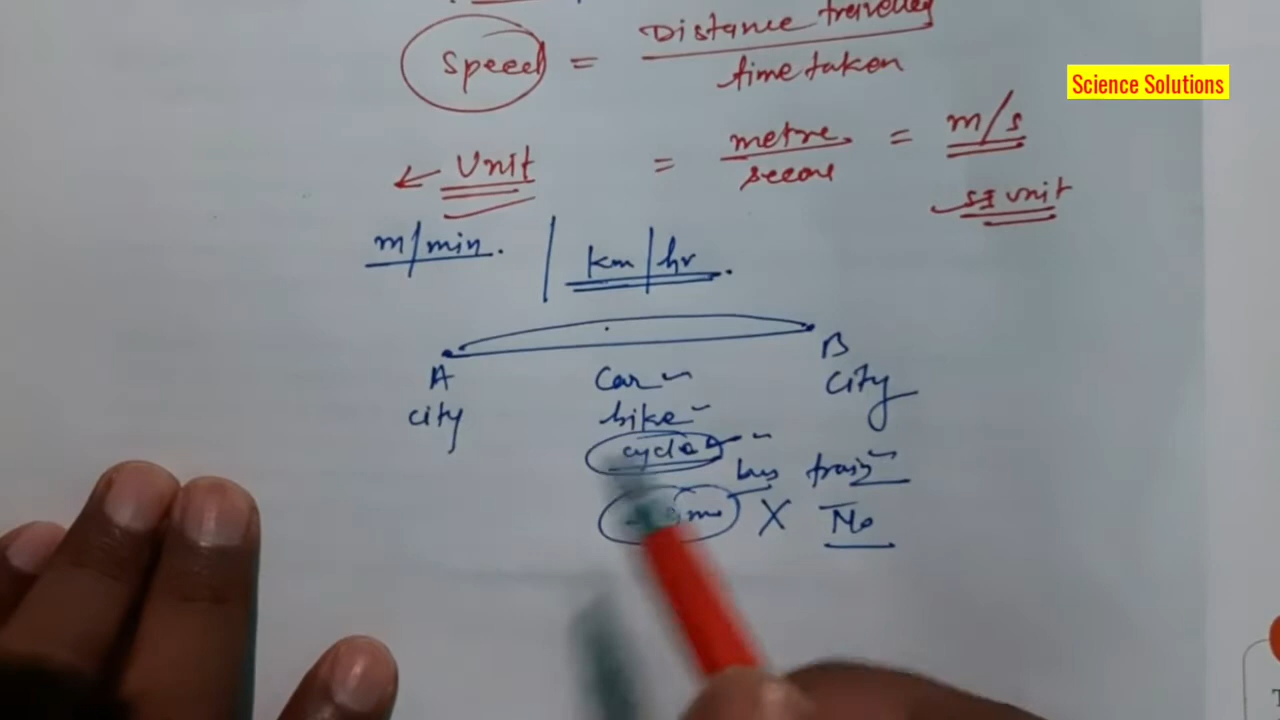 Speed = Distance travelled / time taken
Science Solutions
← Unit = metre / second = m/s
SI unit
m/min. | km/hr.
A B
city Car city
bike
cycle
bus train
X No